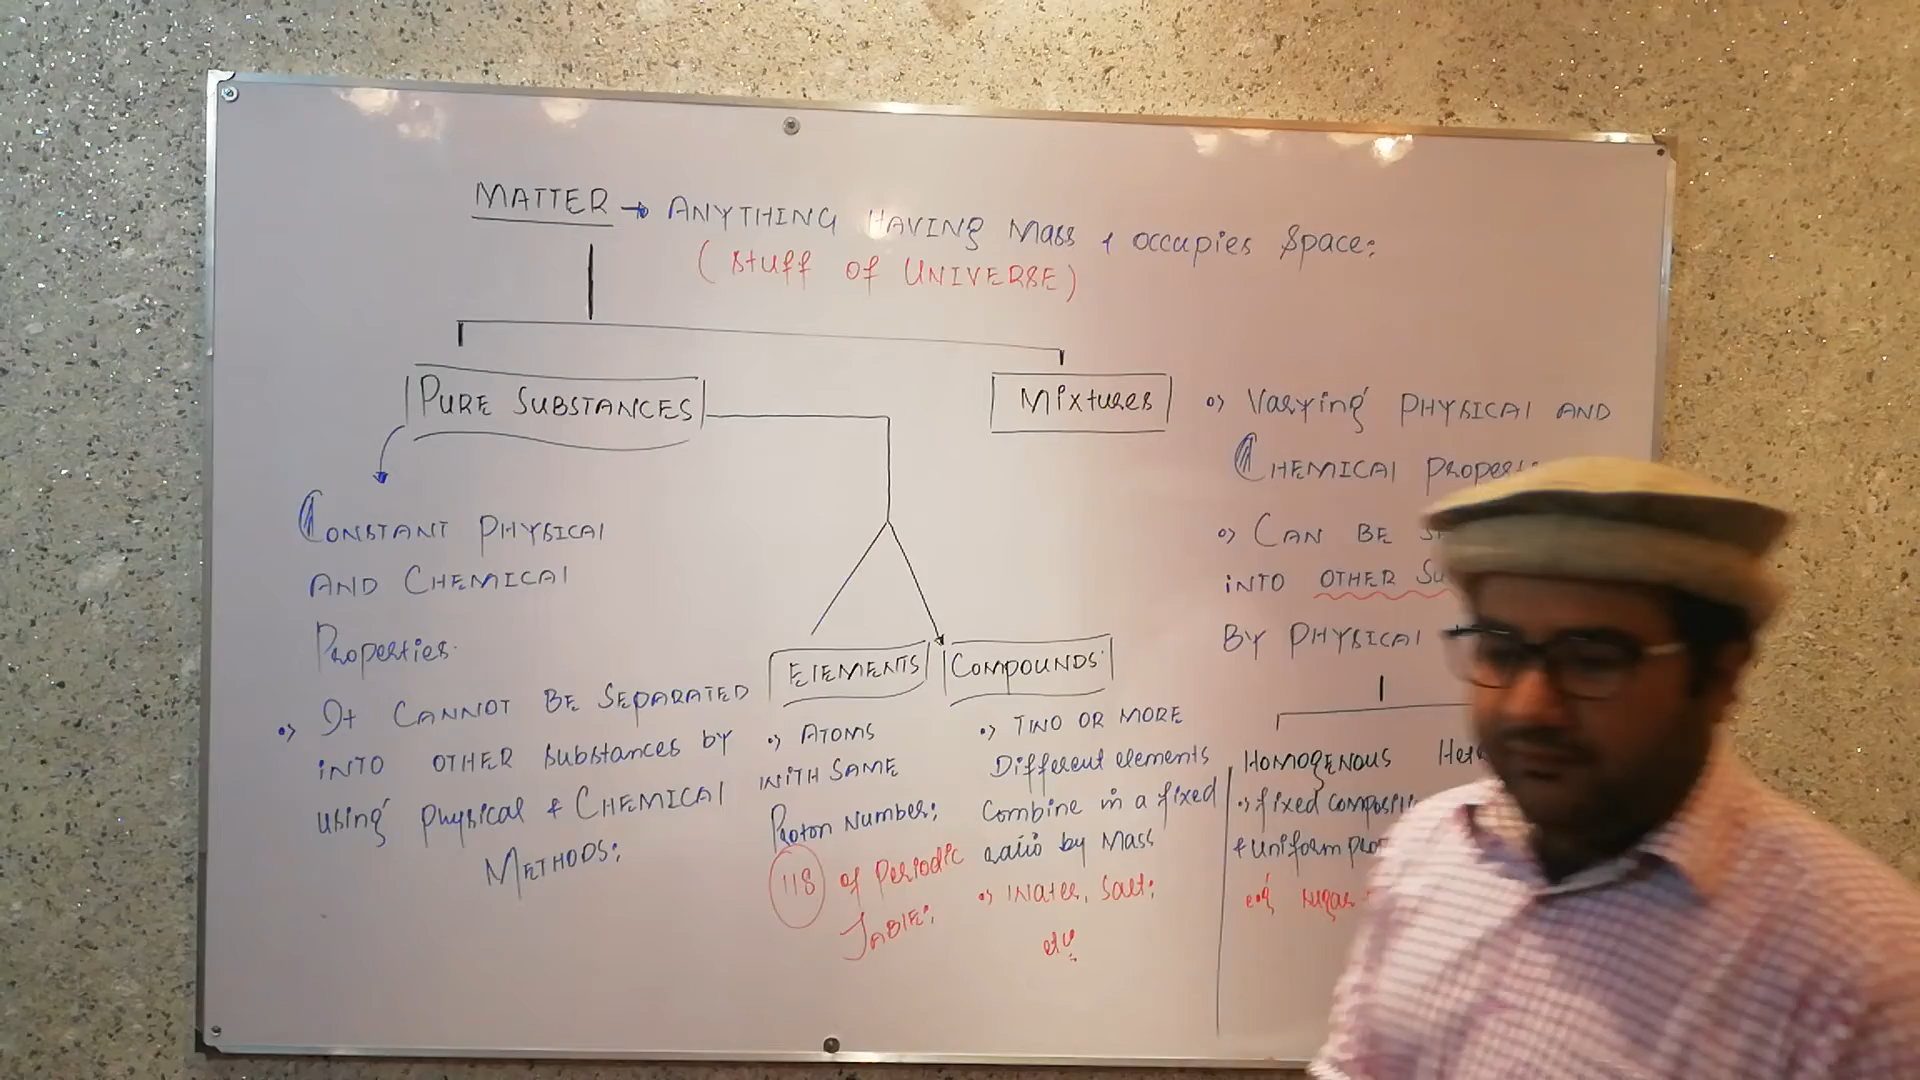 MATTER → ANYTHING HAVING Mass + occupies Space:
(Stuff of UNIVERSE)
PURE SUBSTANCES
Mixtures
CONSTANT PHYSICAL
AND CHEMICAL
Properties.
It CANNOT BE SEPARATED
INTO OTHER Substances by
using Physical + CHEMICAL
METHODS:
ELEMENTS
ATOMS
WITH SAME
Proton Number;
118 of Periodic
TABLE:
COMPOUNDS:
TWO OR MORE
Different elements
Combine in a fixed
ratio by Mass
Water, Salt;
etc
Varying PHYSICAL AND
CHEMICAL
CAN BE
INTO OTHER
BY PHYSICAL
HOMOGENOUS
fixed
+ Uniform
e.g sugar